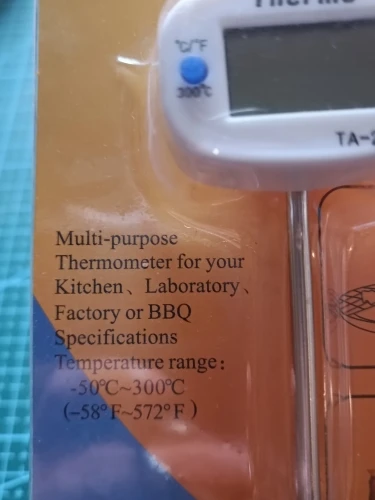 °C/°F
300°C
TA-2
Multi-purpose
Thermometer for your
Kitchen、Laboratory、
Factory or BBQ
Specifications
Temperature range：
-50℃~300℃
(–58°F~572°F )